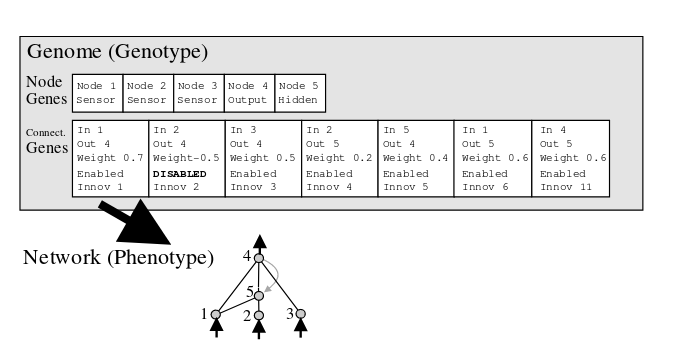 Genome (Genotype)
Node Genes
Node 1 Node 2 Node 3 Node 4 Node 5
Sensor Sensor Sensor Output Hidden
Connect. Genes
In 1 In 2 In 3 In 2 In 5 In 1 In 4
Out 4 Out 4 Out 4 Out 5 Out 4 Out 5 Out 5
Weight 0.7 Weight-0.5 Weight 0.5 Weight 0.2 Weight 0.4 Weight 0.6 Weight 0.6
Enabled DISABLED Enabled Enabled Enabled Enabled Enabled
Innov 1 Innov 2 Innov 3 Innov 4 Innov 5 Innov 6 Innov 11
Network (Phenotype)
4
5
1 2 3